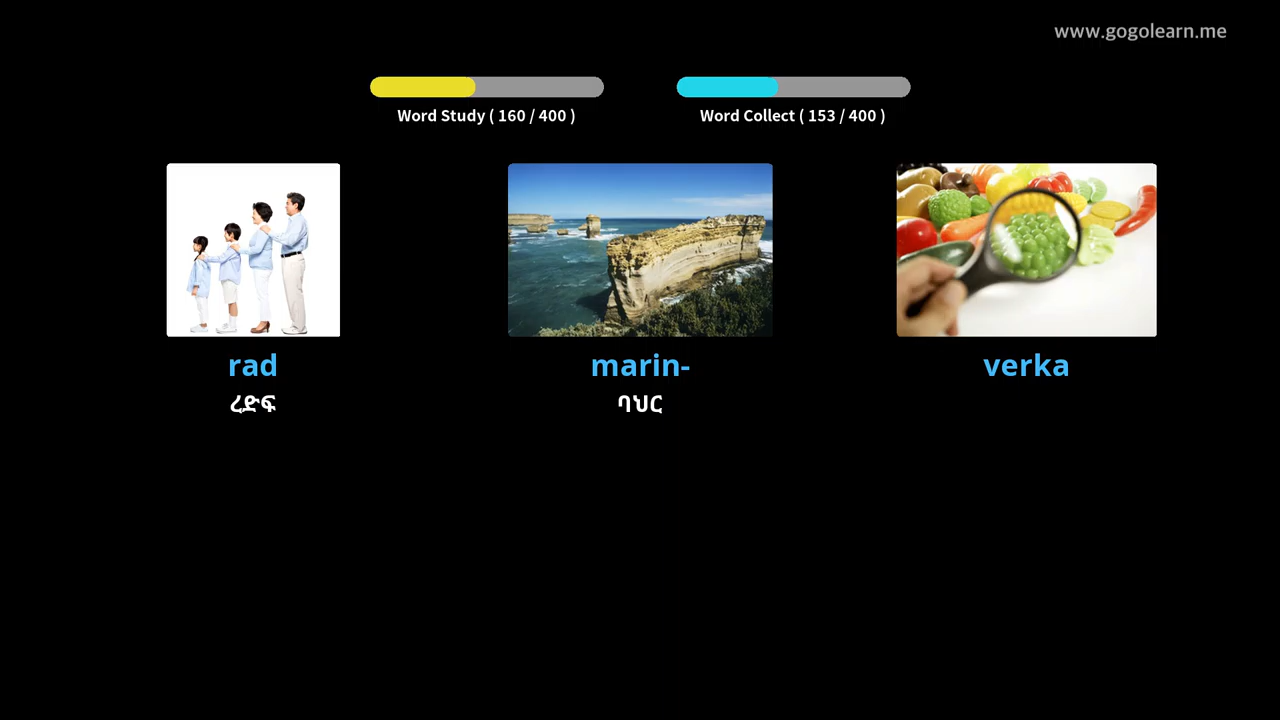 www.gogolearn.me
Word Study ( 160 / 400 )
Word Collect ( 153 / 400 )
rad
marin-
verka
ረድፍ
ባህር